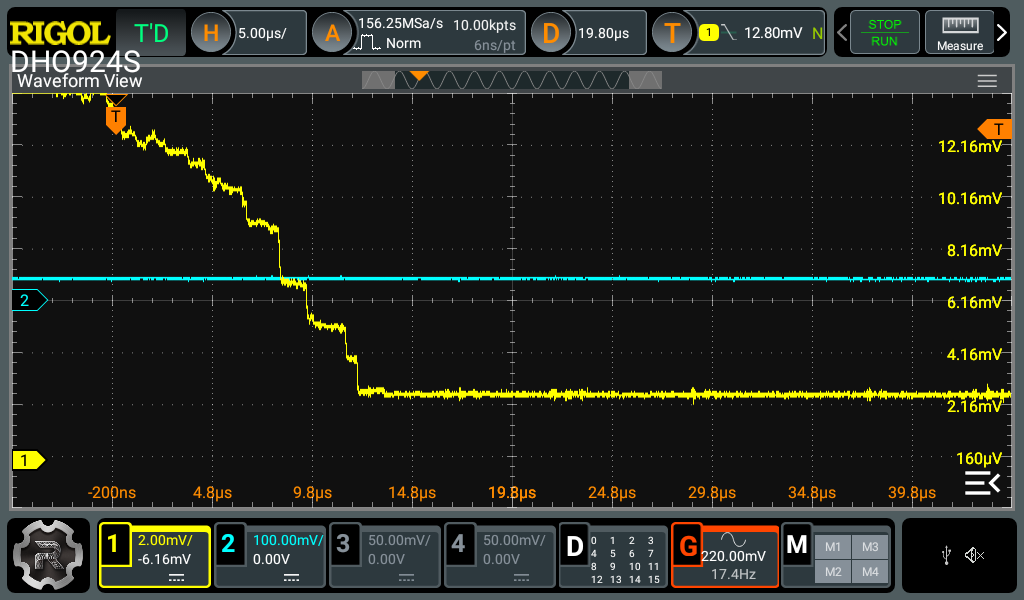 RIGOL T'D H 5.00μs/ A 156.25MSa/s 10.00kpts D 19.80μs T 1 12.80mV N STOP
Norm 6ns/pt RUN Measure
DHO924S
Waveform View
T
T
12.16mV
10.16mV
8.16mV
2
6.16mV
4.16mV
2.16mV
1
160μV
-200ns 4.8μs 9.8μs 14.8μs 19.8μs 24.8μs 29.8μs 34.8μs 39.8μs
1 2.00mV/ 2 100.00mV/ 3 50.00mV/ 4 50.00mV/ D 0 1 2 3 G M M1 M3
-6.16mV 0.00V 0.00V 0.00V 4 5 6 7 220.00mV M2 M4
8 9 10 11 17.4Hz
12 13 14 15
R